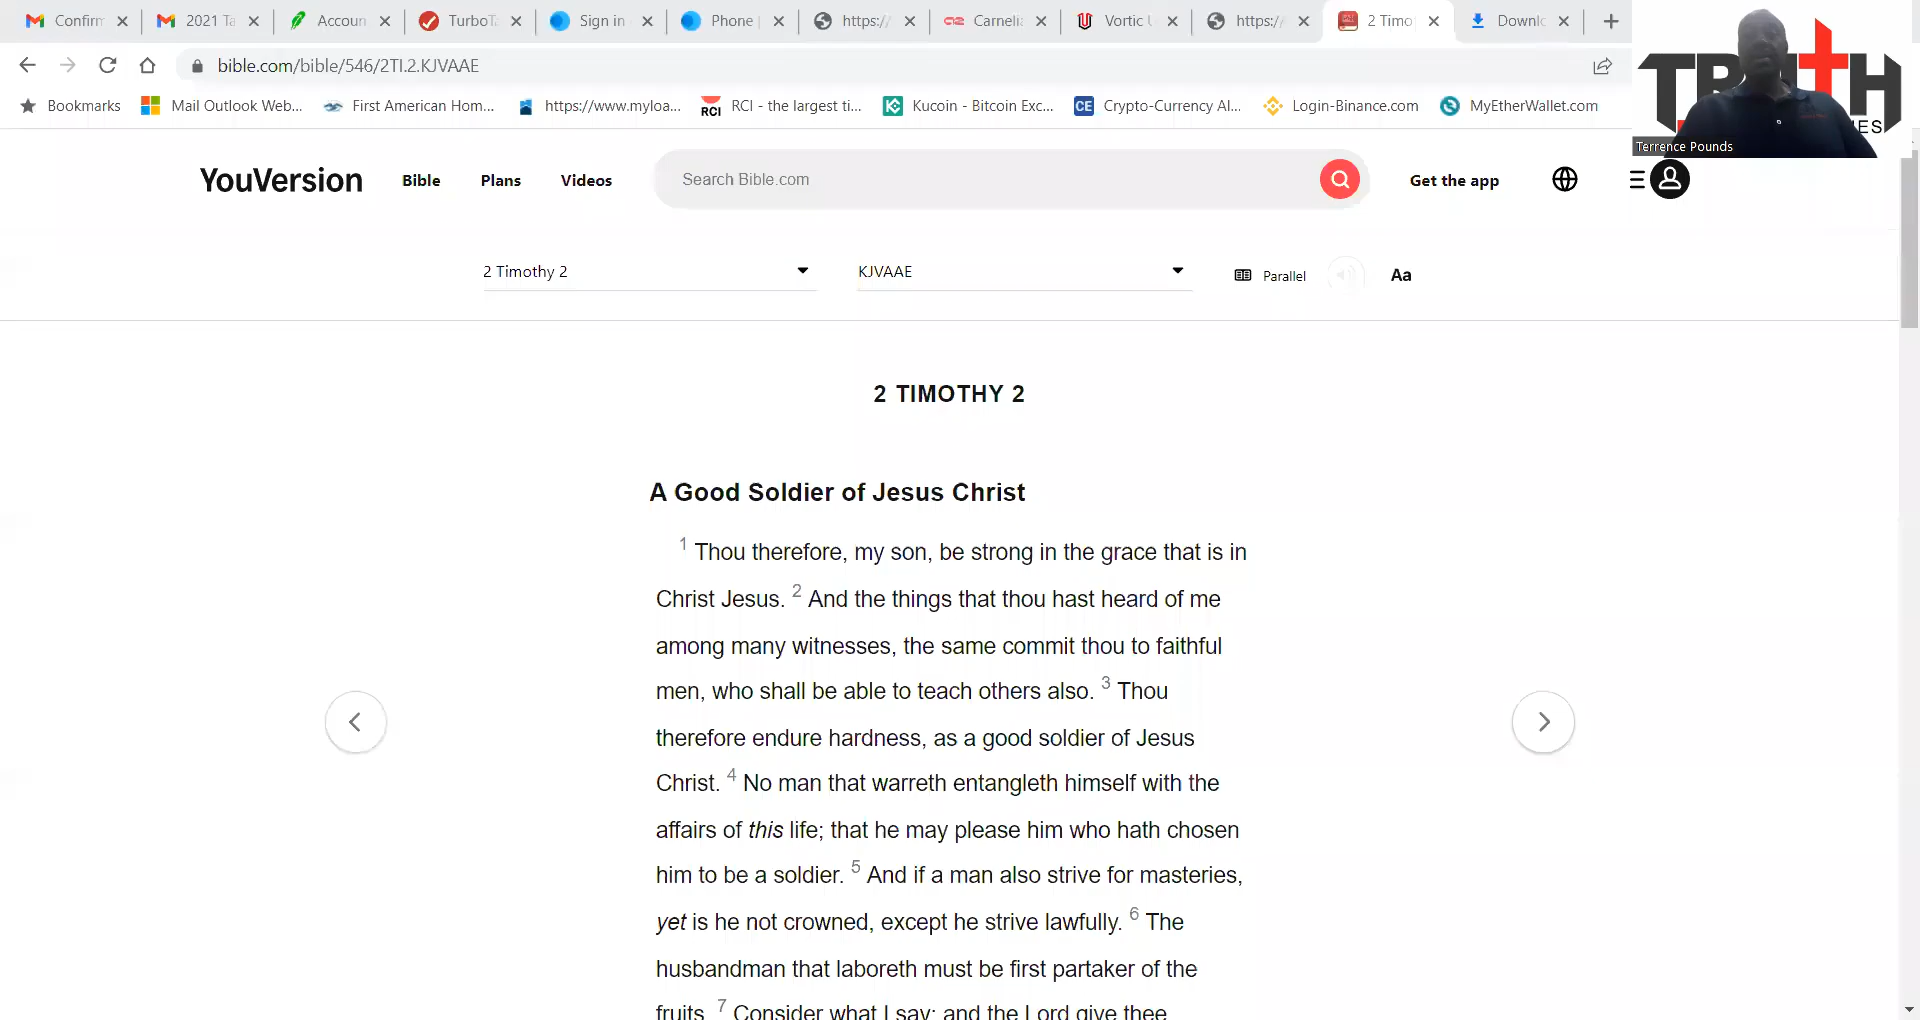 Confirm
2021 Ta
Accoun
TurboTa
Sign in
Phone
https:/
Carnelia
Vortic U
https:/
2 Timo
Downlo
bible.com/bible/546/2TI.2.KJVAAE
Bookmarks
Mail Outlook Web...
First American Hom...
https://www.myloa...
RCI
RCI - the largest ti...
Kucoin - Bitcoin Exc...
CE
Crypto-Currency Al...
Login-Binance.com
MyEtherWallet.com
Terrence Pounds
YouVersion
Bible
Plans
Videos
Search Bible.com
Get the app
2 Timothy 2
KJVAAE
Parallel
Aa
2 TIMOTHY 2
A Good Soldier of Jesus Christ
1 Thou therefore, my son, be strong in the grace that is in
Christ Jesus. 2 And the things that thou hast heard of me
among many witnesses, the same commit thou to faithful
men, who shall be able to teach others also. 3 Thou
therefore endure hardness, as a good soldier of Jesus
Christ. 4 No man that warreth entangleth himself with the
affairs of this life; that he may please him who hath chosen
him to be a soldier. 5 And if a man also strive for masteries,
yet is he not crowned, except he strive lawfully. 6 The
husbandman that laboreth must be first partaker of the
fruits. 7 Consider what I say; and the Lord give thee